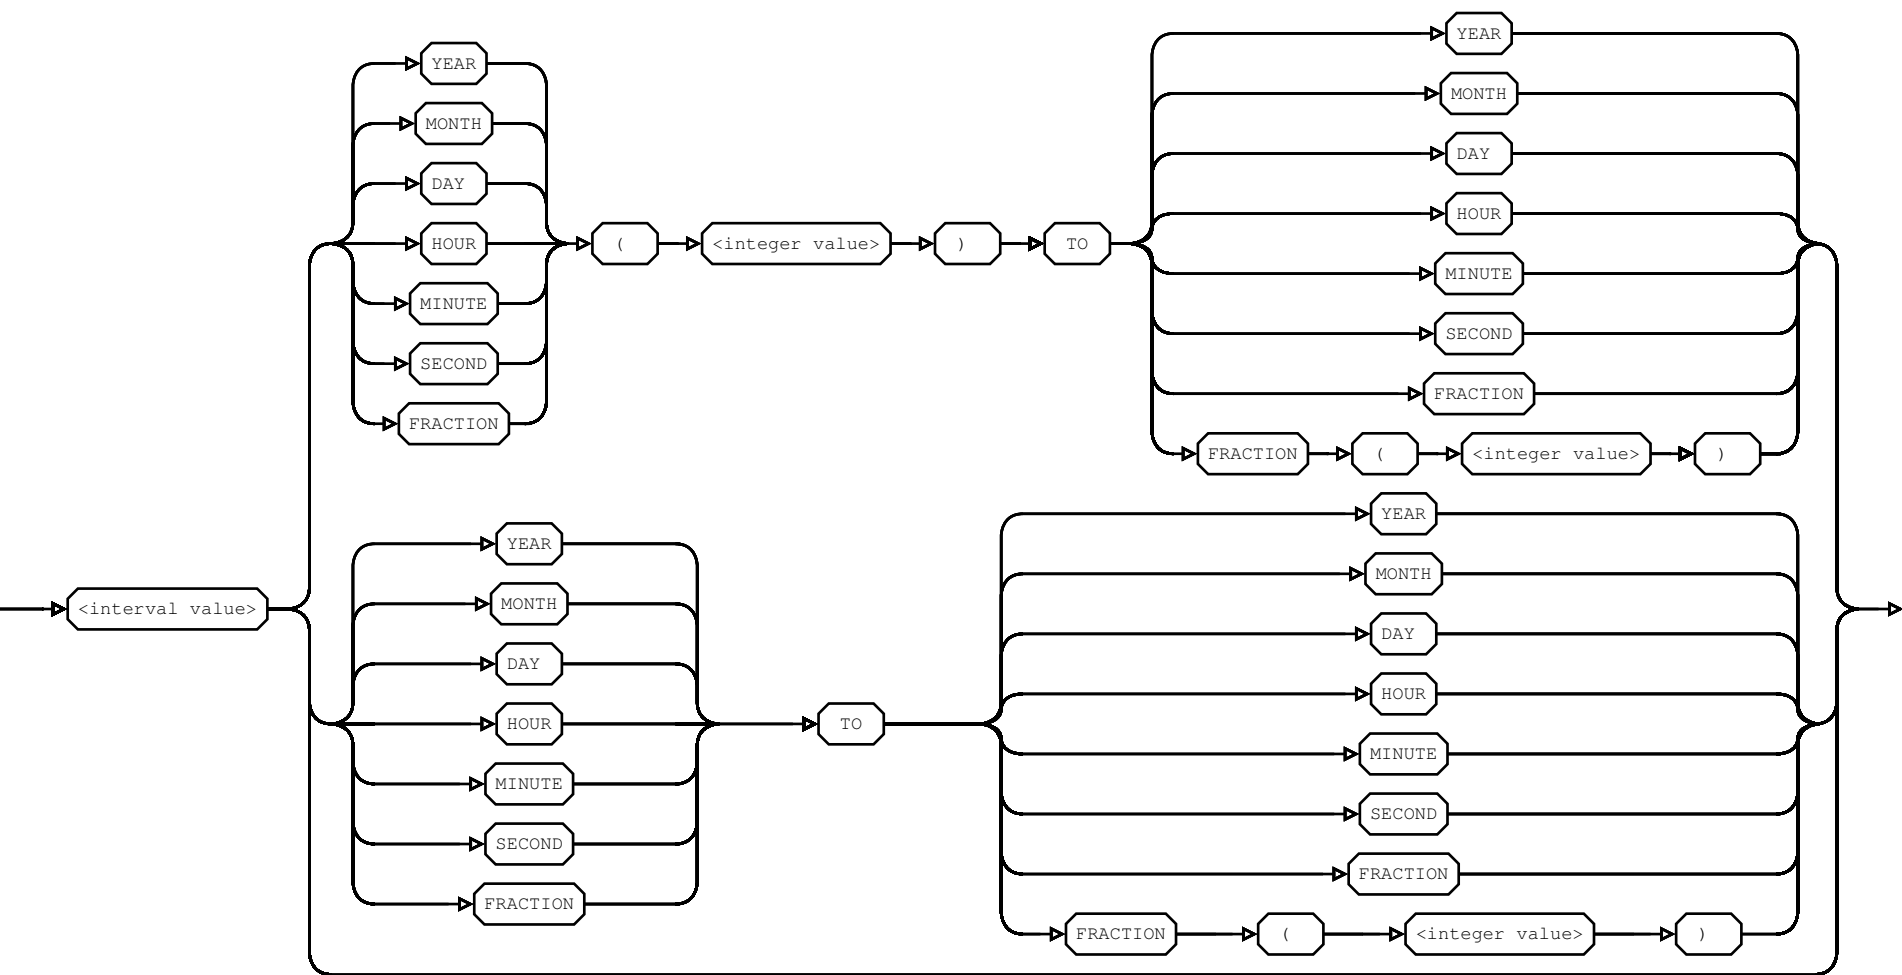 YEAR
MONTH
DAY
HOUR
MINUTE
SECOND
FRACTION
( <integer value> ) TO
YEAR
MONTH
DAY
HOUR
MINUTE
SECOND
FRACTION
FRACTION ( <integer value> )
<interval value>
YEAR
MONTH
DAY
HOUR
MINUTE
SECOND
FRACTION
TO
YEAR
MONTH
DAY
HOUR
MINUTE
SECOND
FRACTION
FRACTION ( <integer value> )